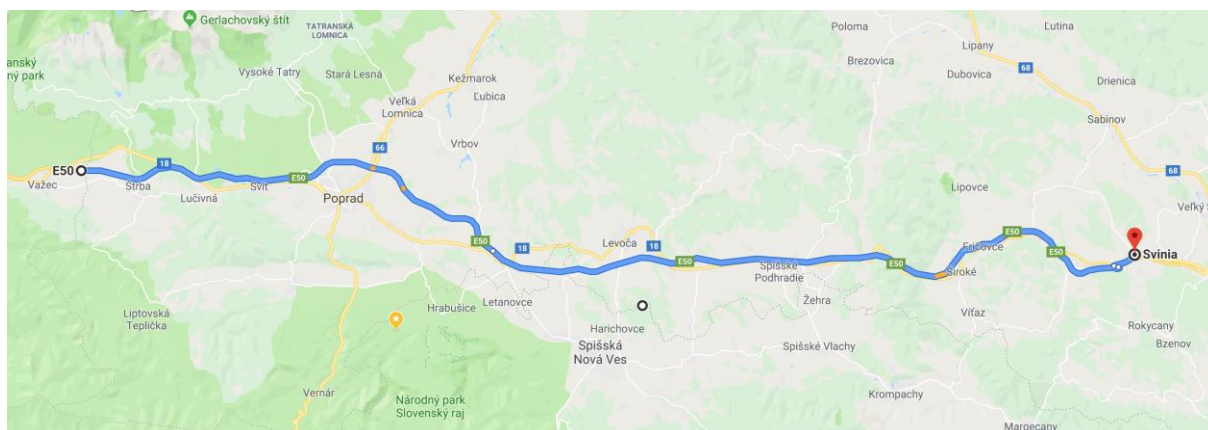 Gerlachovský štít
TATRANSKÁ
LOMNICA
Poloma
Ľutina
Lipany
68
Dubovica
Drienica
Brezovica
anský
ný park
Vysoké Tatry
Stará Lesná
Kežmarok
Ľubica
Veľká
Lomnica
Sabinov
66
Vrbov
E50
Važec
Štrba
18
Lučivná
Svit
E50
Poprad
68
Lipovce
Veľký
E50
18
Levoča
18
E50
Spišské
Podhradie
E50
Fričovce
E50
Široké
E50
Svinia
Letanovce
Hrabušice
Žehra
Víťaz
Liptovská
Teplička
Harichovce
Spišská
Nová Ves
Spišské Vlachy
Rokycany
Bzenov
Vernár
Národný park
Slovenský raj
Krompachy
Margecany